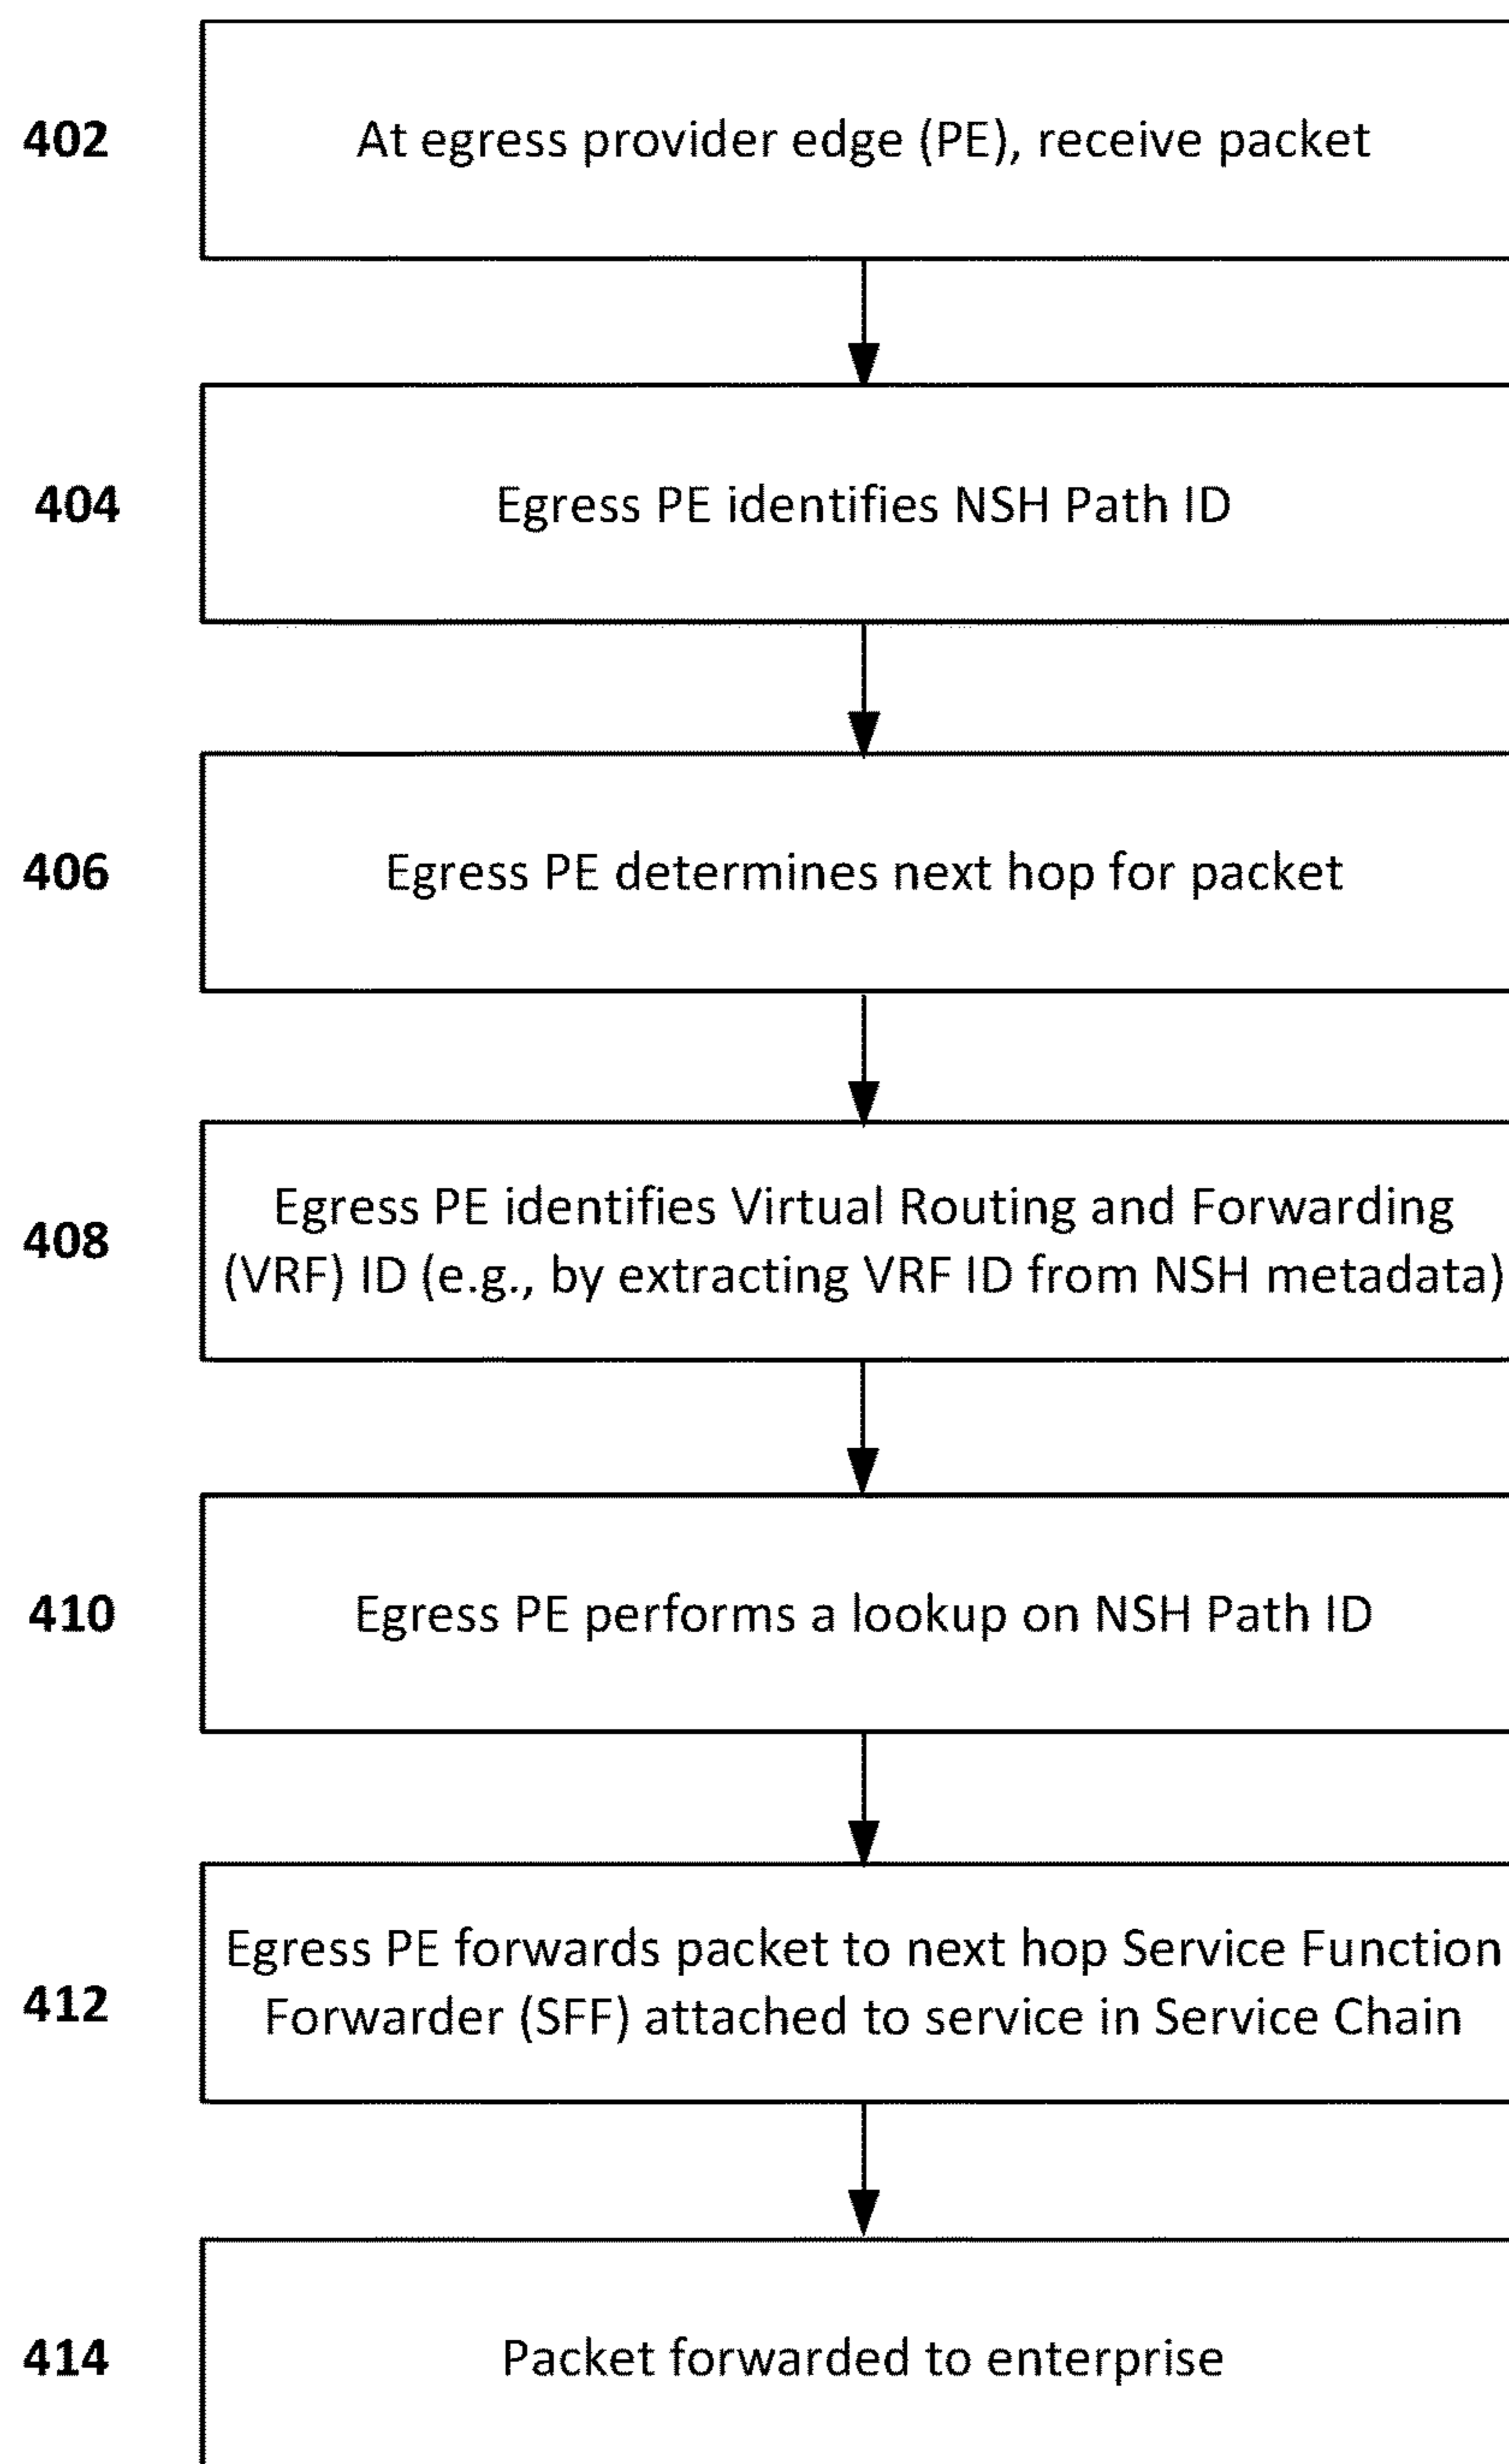 402
At egress provider edge (PE), receive packet
404
Egress PE identifies NSH Path ID
406
Egress PE determines next hop for packet
408
Egress PE identifies Virtual Routing and Forwarding
(VRF) ID (e.g., by extracting VRF ID from NSH metadata)
410
Egress PE performs a lookup on NSH Path ID
412
Egress PE forwards packet to next hop Service Function
Forwarder (SFF) attached to service in Service Chain
414
Packet forwarded to enterprise